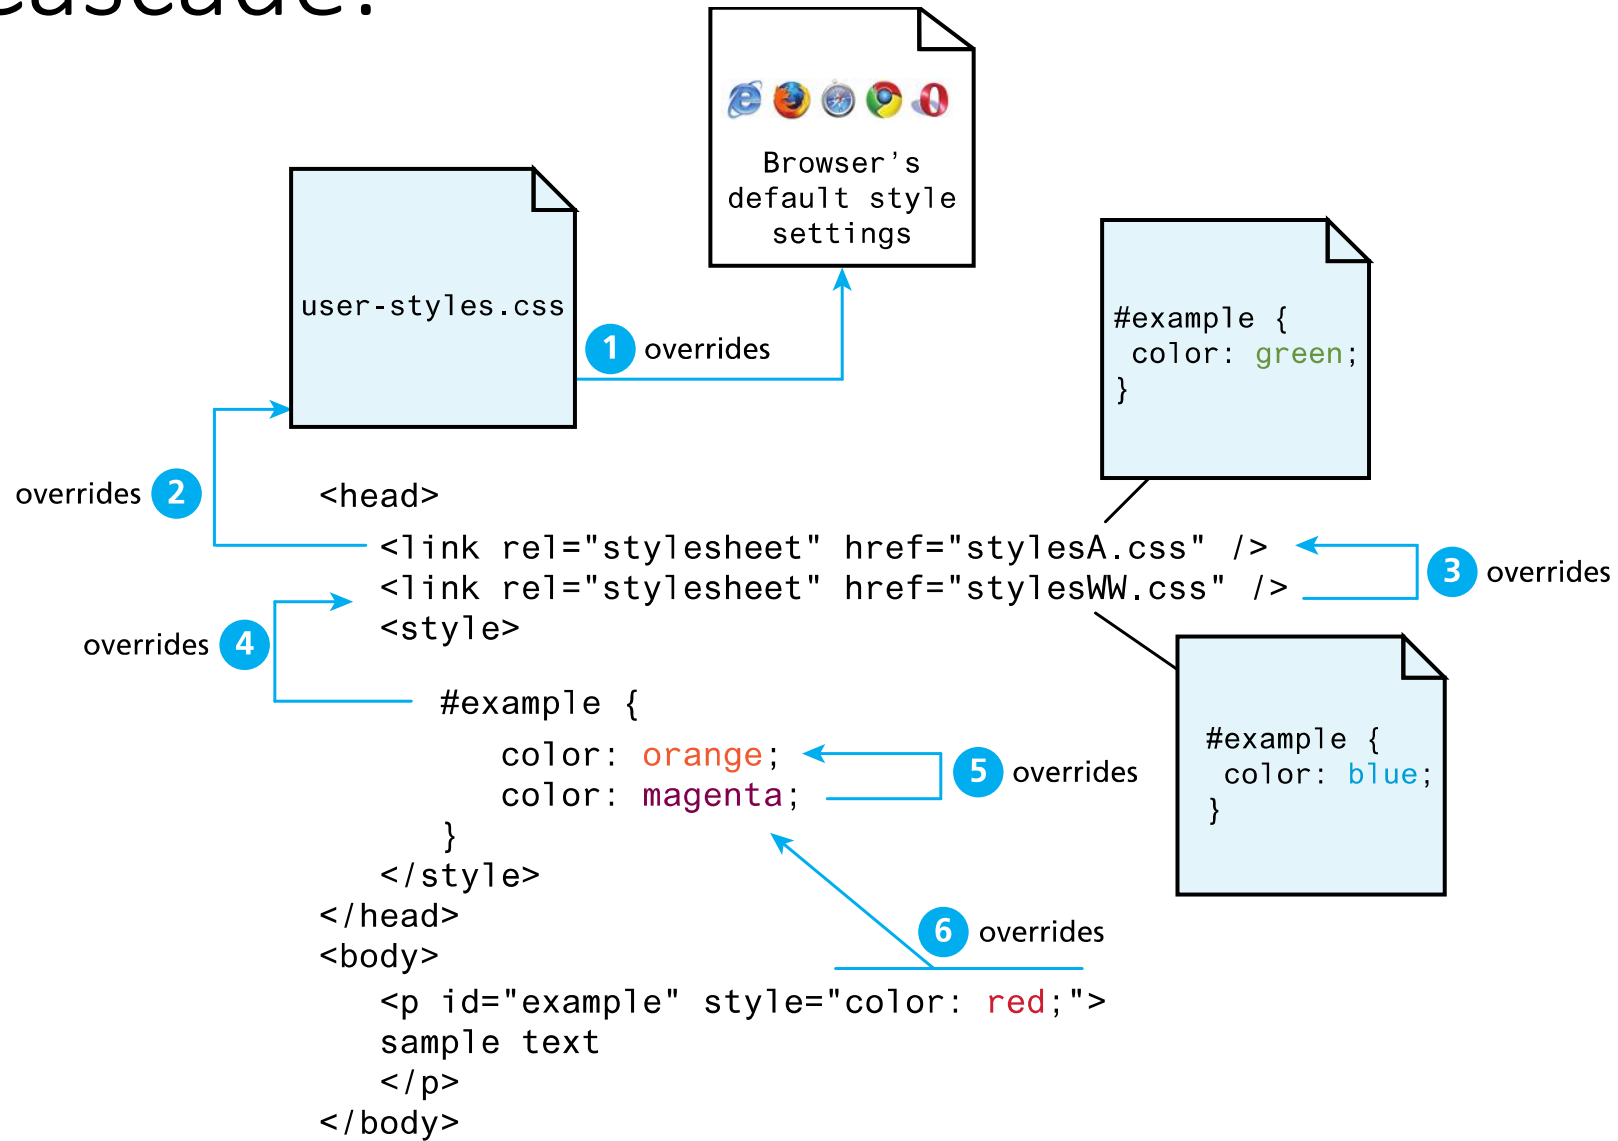 cascade:
Browser's
default style
settings
user-styles.css
1 overrides
#example {
color: green;
}
overrides 2
<head>
<link rel="stylesheet" href="stylesA.css" />
<link rel="stylesheet" href="stylesWW.css" />
3 overrides
<style>
overrides 4
#example {
color: orange;
color: magenta;
5 overrides
}
#example {
color: blue;
}
</style>
</head>
6 overrides
<body>
<p id="example" style="color: red;">
sample text
</p>
</body>